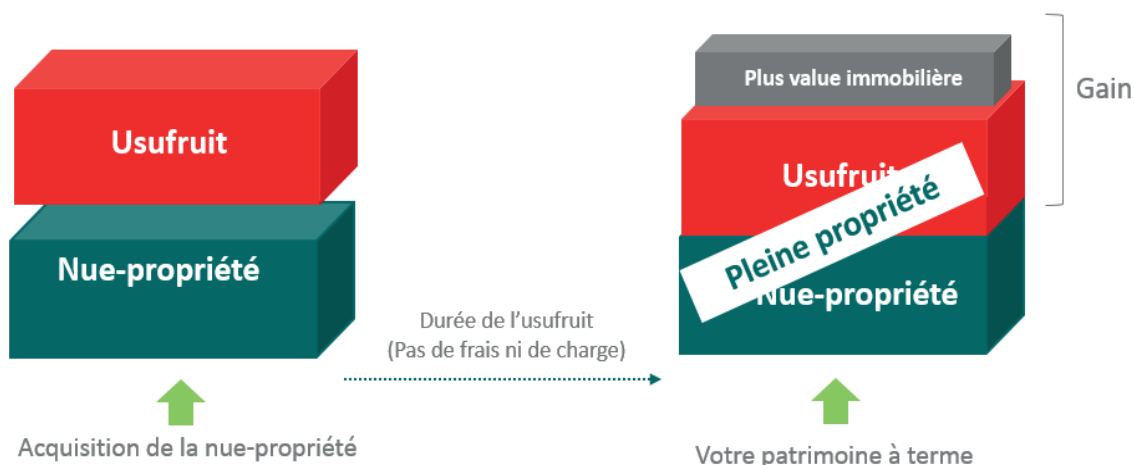 Usufruit
Nue-propriété
Acquisition de la nue-propriété
Durée de l'usufruit
(Pas de frais ni de charge)
Plus value immobilière
Gain
Usufruit
Pleine propriété
Nue-propriété
Votre patrimoine à terme